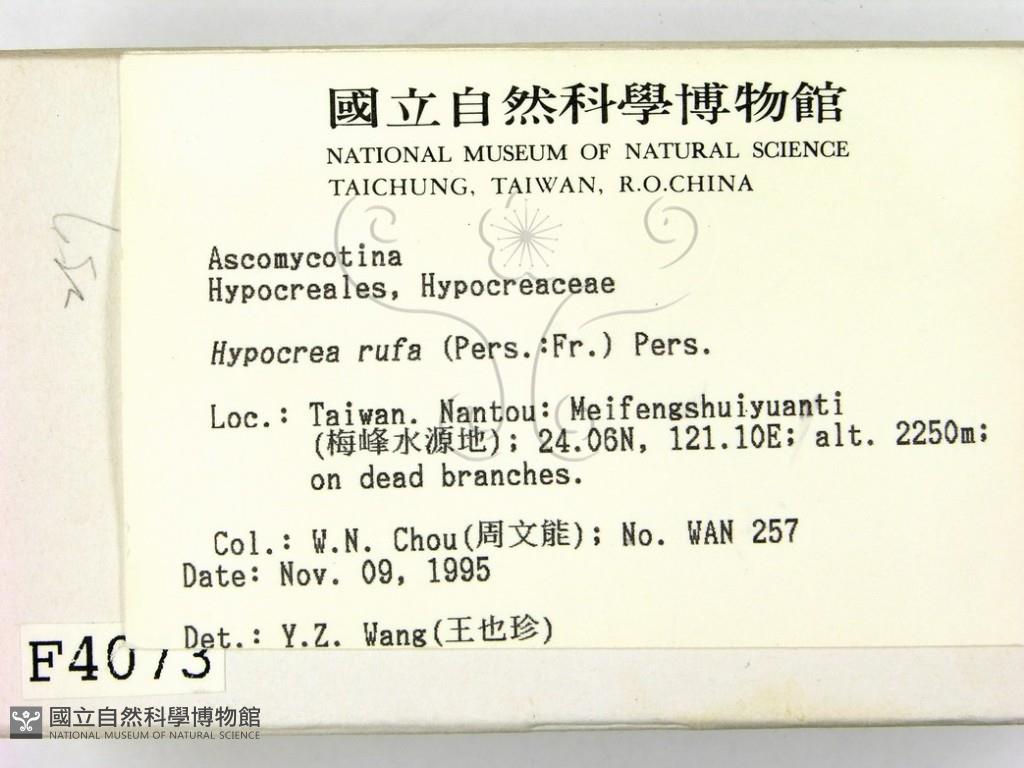 國立自然科學博物館
NATIONAL MUSEUM OF NATURAL SCIENCE
TAICHUNG, TAIWAN, R.O.CHINA
Ascomycotina
Hypocreales, Hypocreaceae
Hypocrea rufa (Pers.:Fr.) Pers.
Loc.: Taiwan. Nantou: Meifengshuiyuanti
(梅峰水源地); 24.06N, 121.10E; alt. 2250m;
on dead branches.
Col.: W.N. Chou(周文能); No. WAN 257
Date: Nov. 09, 1995
Det.: Y.Z. Wang(王也珍)
F4073
國立自然科學博物館
NATIONAL MUSEUM OF NATURAL SCIENCE